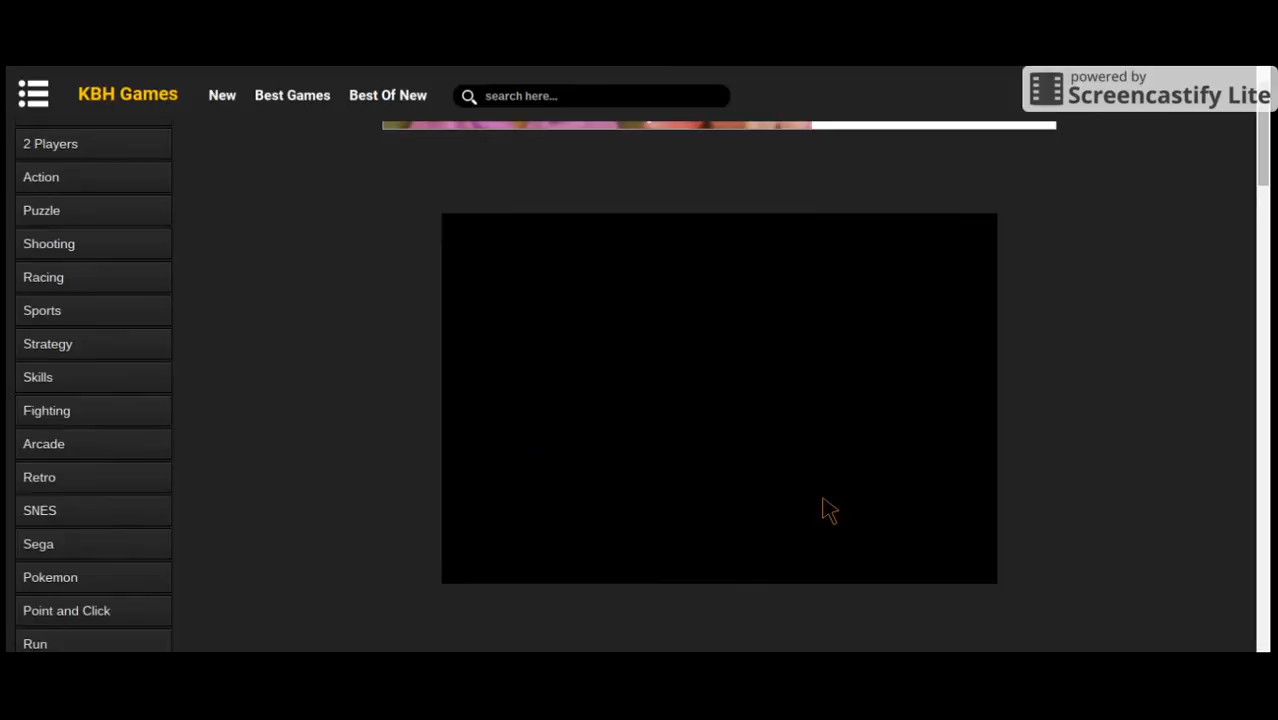 powered by
Screencastify Lite
KBH Games
New
Best Games
Best Of New
search here...
2 Players
Action
Puzzle
Shooting
Racing
Sports
Strategy
Skills
Fighting
Arcade
Retro
SNES
Sega
Pokemon
Point and Click
Run